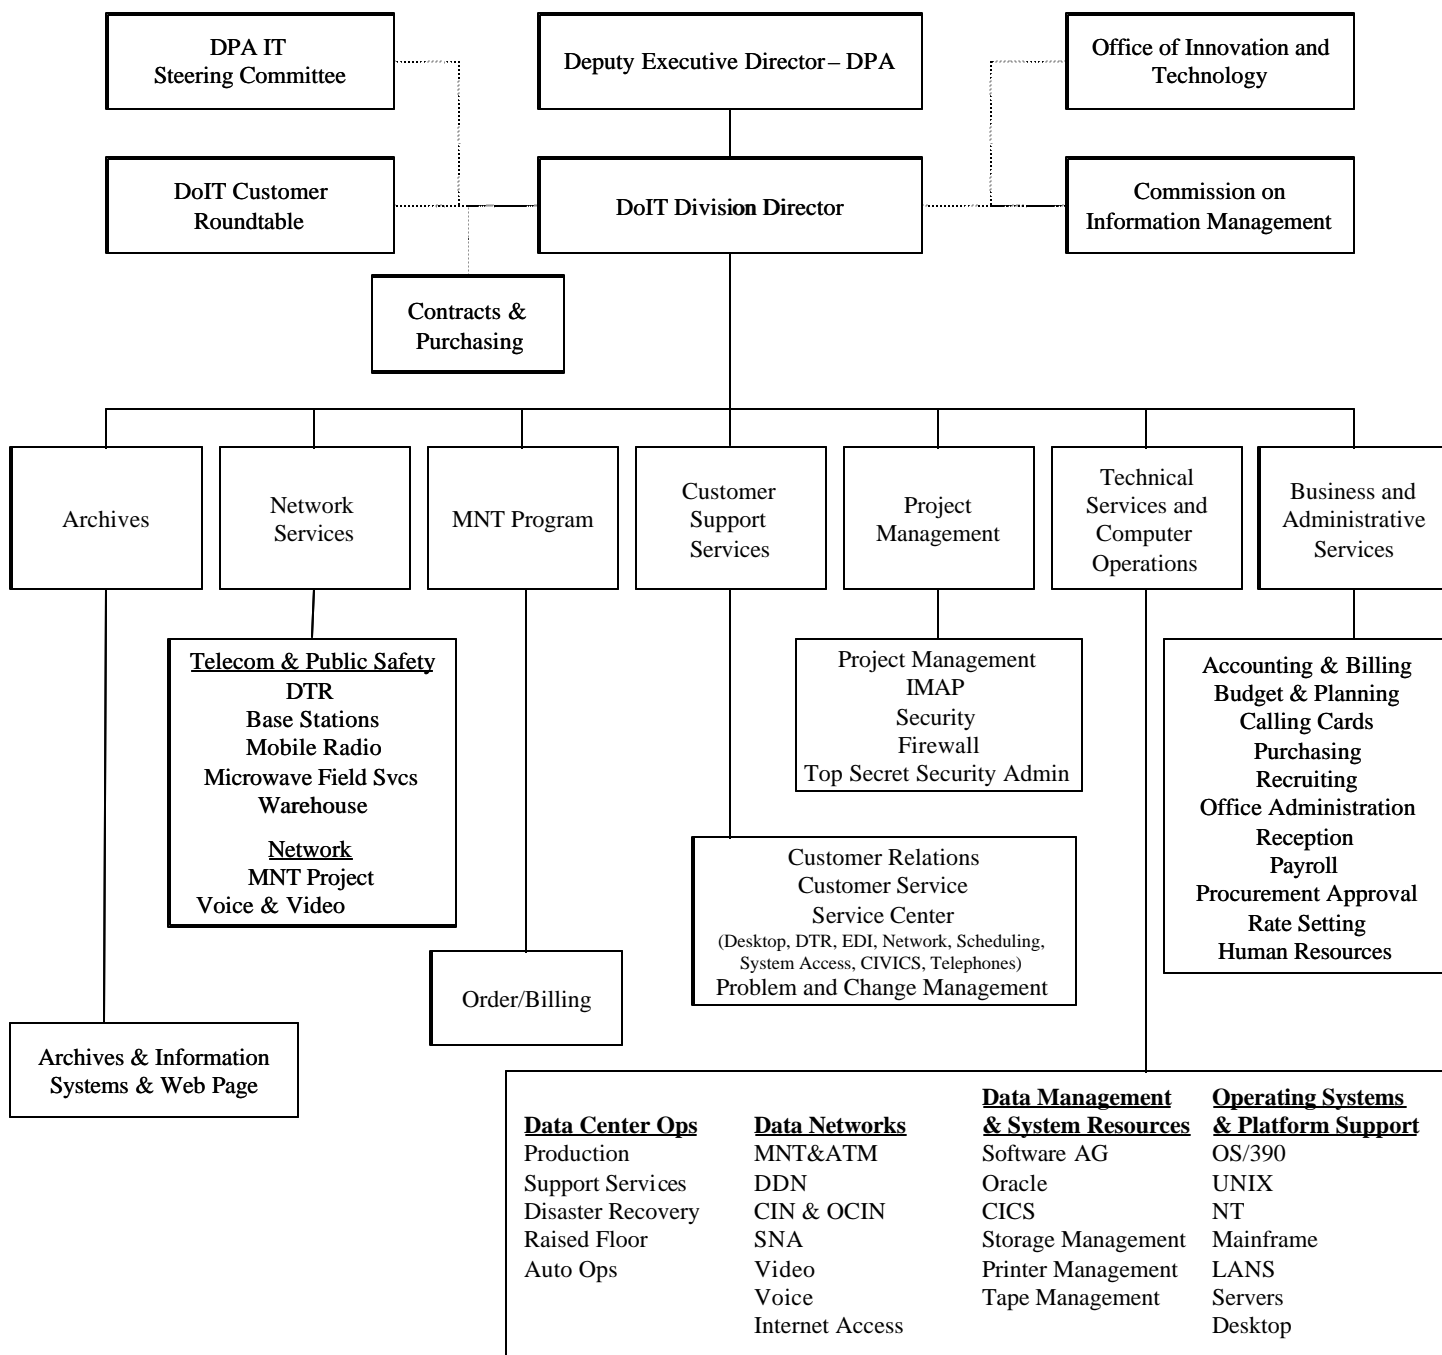 DPA IT
Steering Committee
Deputy Executive Director – DPA
Office of Innovation and
Technology
DoIT Customer
Roundtable
DoIT Division Director
Commission on
Information Management
Contracts &
Purchasing
Archives
Network
Services
MNT Program
Customer
Support
Services
Project
Management
Technical
Services and
Computer
Operations
Business and
Administrative
Services
Telecom & Public Safety
DTR
Base Stations
Mobile Radio
Microwave Field Svcs
Warehouse
Network
MNT Project
Voice & Video
Project Management
IMAP
Security
Firewall
Top Secret Security Admin
Accounting & Billing
Budget & Planning
Calling Cards
Purchasing
Recruiting
Office Administration
Reception
Payroll
Procurement Approval
Rate Setting
Human Resources
Customer Relations
Customer Service
Service Center
(Desktop, DTR, EDI, Network, Scheduling,
System Access, CIVICS, Telephones)
Problem and Change Management
Order/Billing
Archives & Information
Systems & Web Page
Data Center Ops
Production
Support Services
Disaster Recovery
Raised Floor
Auto Ops
Data Networks
MNT&ATM
DDN
CIN & OCIN
SNA
Video
Voice
Internet Access
Data Management
& System Resources
Software AG
Oracle
CICS
Storage Management
Printer Management
Tape Management
Operating Systems
& Platform Support
OS/390
UNIX
NT
Mainframe
LANS
Servers
Desktop